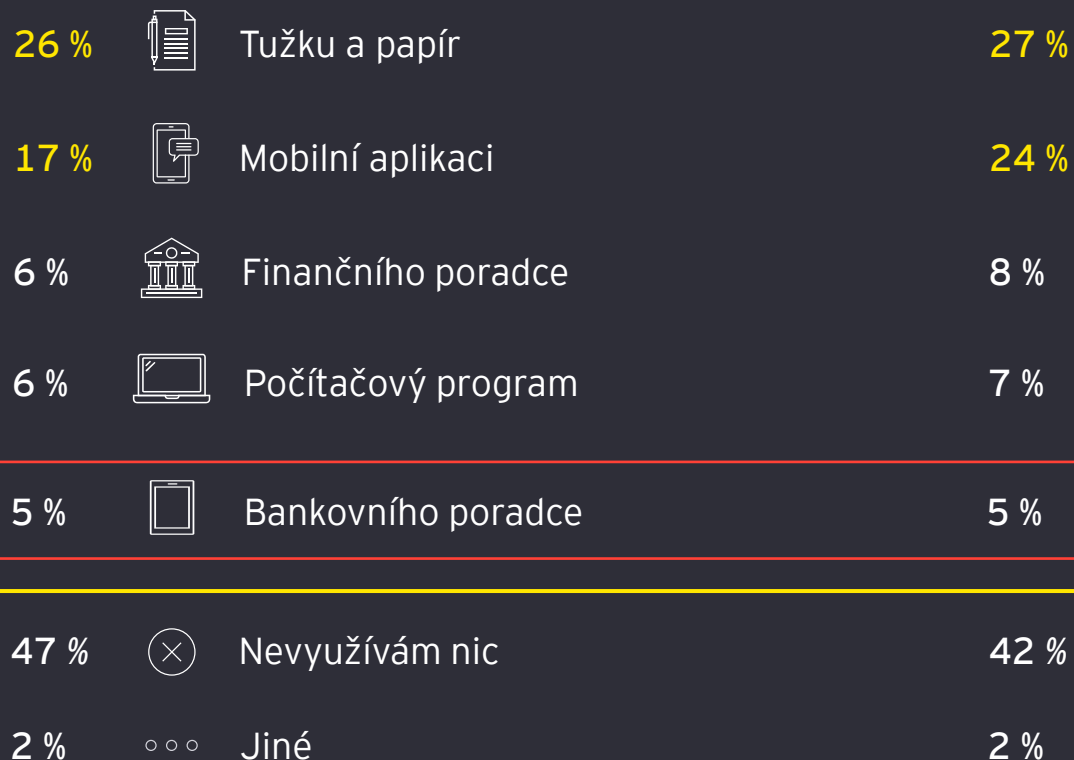 26 % Tužku a papír 27 %
17 % Mobilní aplikaci 24 %
6 % Finančního poradce 8 %
6 % Počítačový program 7 %
5 % Bankovního poradce 5 %
47 % Nevyužívám nic 42 %
2 % Jiné 2 %